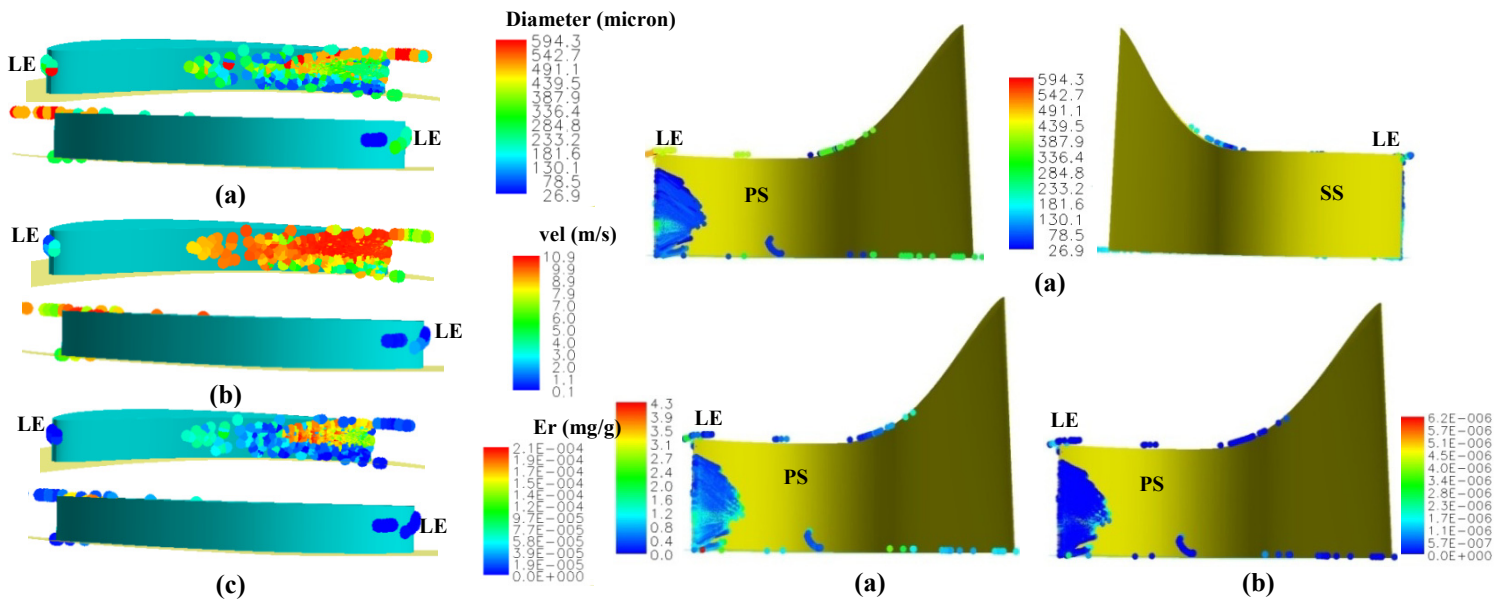 Diameter (micron)
594.3
542.7
491.1
439.5
387.9
336.4
284.8
233.2
181.6
130.1
78.5
26.9
LE
LE
(a)
vel (m/s)
10.9
9.9
8.9
7.9
7.0
6.0
5.0
4.0
3.0
2.0
1.1
0.1
LE
LE
(b)
Er (mg/g)
2.1E-004
1.9E-004
1.7E-004
1.6E-004
1.4E-004
1.2E-004
9.7E-005
7.8E-005
5.8E-005
3.9E-005
1.9E-005
0.0E+000
LE
LE
(c)
LE
PS
594.3
542.7
491.1
439.5
387.9
336.4
284.8
233.2
181.6
130.1
78.5
26.9
LE
SS
(a)
4.3
3.9
3.5
3.1
2.7
2.4
2.0
1.6
1.2
0.8
0.4
0.0
LE
PS
(a)
LE
PS
6.2E-006
5.7E-006
5.1E-006
4.5E-006
4.0E-006
3.4E-006
2.8E-006
2.3E-006
1.7E-006
1.1E-006
5.7E-007
0.0E+000
(b)